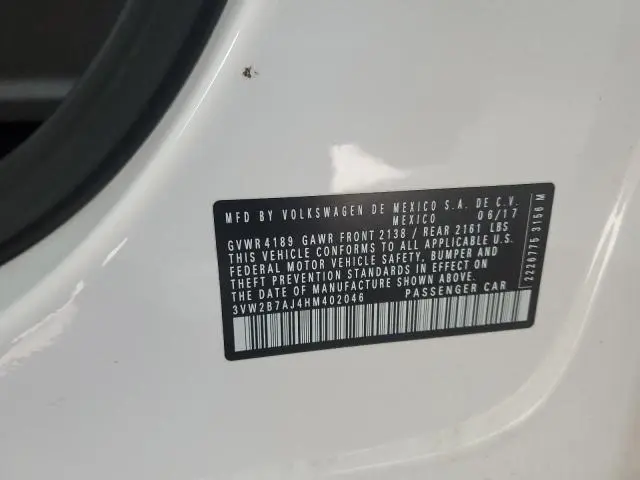 MFD BY VOLKSWAGEN DE MEXICO S.A. DE C.V.
MEXICO 06/17
GVWR 4189 GAWR FRONT 2138 / REAR 2161 LBS
THIS VEHICLE CONFORMS TO ALL APPLICABLE U.S.
FEDERAL MOTOR VEHICLE SAFETY, BUMPER AND
THEFT PREVENTION STANDARDS IN EFFECT ON
THE DATE OF MANUFACTURE SHOWN ABOVE.
3VW2B7AJ4HM402046 PASSENGER CAR
2226775 3156 M